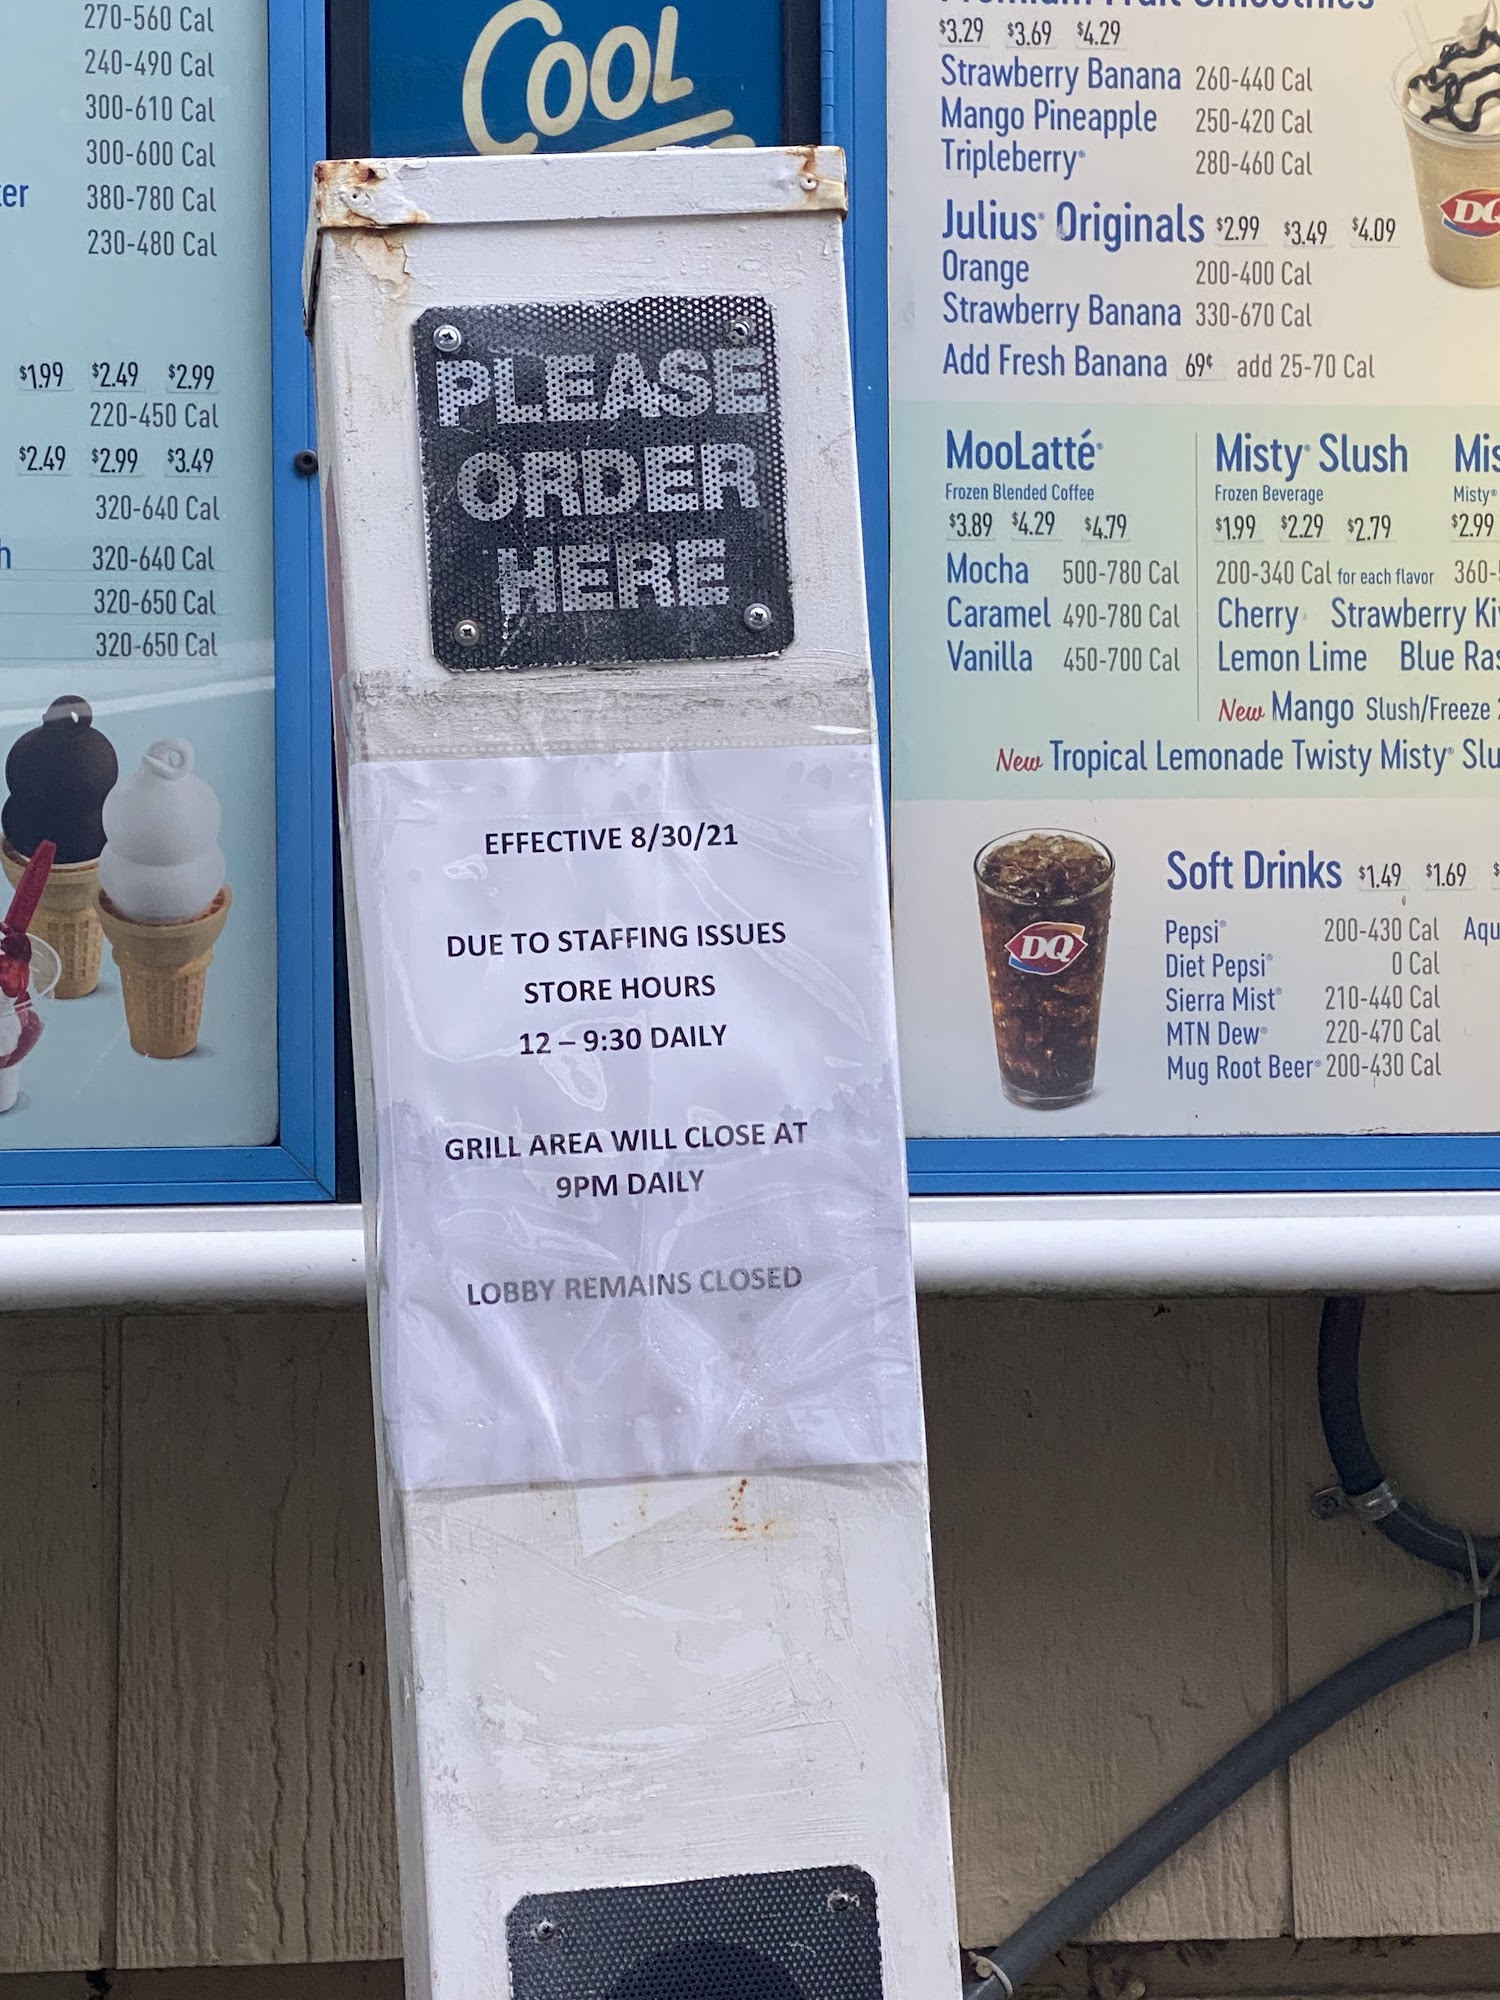 270-560 Cal
240-490 Cal
300-610 Cal
300-600 Cal
380-780 Cal
230-480 Cal
$1.99 $2.49 $2.99
220-450 Cal
$2.49 $2.99 $3.49
320-640 Cal
320-640 Cal
320-650 Cal
320-650 Cal
COOL
PLEASE
ORDER
HERE
EFFECTIVE 8/30/21
DUE TO STAFFING ISSUES
STORE HOURS
12 – 9:30 DAILY
GRILL AREA WILL CLOSE AT
9PM DAILY
LOBBY REMAINS CLOSED
Premium Fruit Smoothies
$3.29 $3.69 $4.29
Strawberry Banana 260-440 Cal
Mango Pineapple 250-420 Cal
Tripleberry® 280-460 Cal
DQ
Julius® Originals $2.99 $3.49 $4.09
Orange 200-400 Cal
Strawberry Banana 330-670 Cal
Add Fresh Banana 69¢ add 25-70 Cal
MooLatté®
Frozen Blended Coffee
$3.89 $4.29 $4.79
Mocha 500-780 Cal
Caramel 490-780 Cal
Vanilla 450-700 Cal
Misty® Slush
Frozen Beverage
$1.99 $2.29 $2.79
200-340 Cal for each flavor
Cherry Strawberry
Lemon Lime Blue
New Mango Slush/Freeze
New Tropical Lemonade Twisty Misty®
Misty®
$2.99
360-
DQ
Soft Drinks $1.49 $1.69
Pepsi® 200-430 Cal
Diet Pepsi® 0 Cal
Sierra Mist® 210-440 Cal
MTN Dew® 220-470 Cal
Mug Root Beer® 200-430 Cal